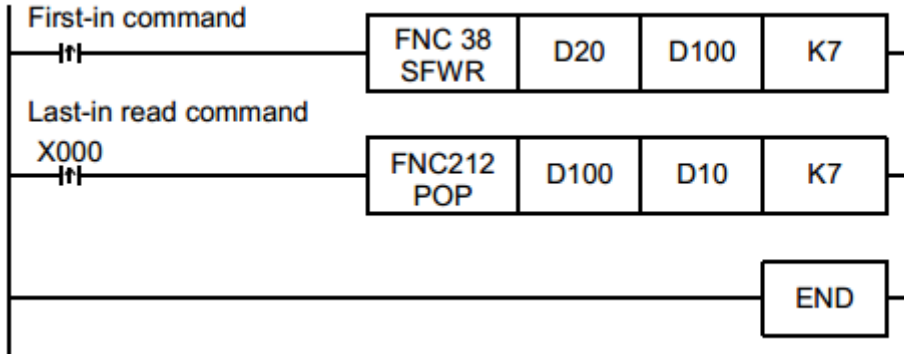 First-in command
FNC 38
SFWR
D20
D100
K7
Last-in read command
X000
FNC212
POP
D100
D10
K7
END